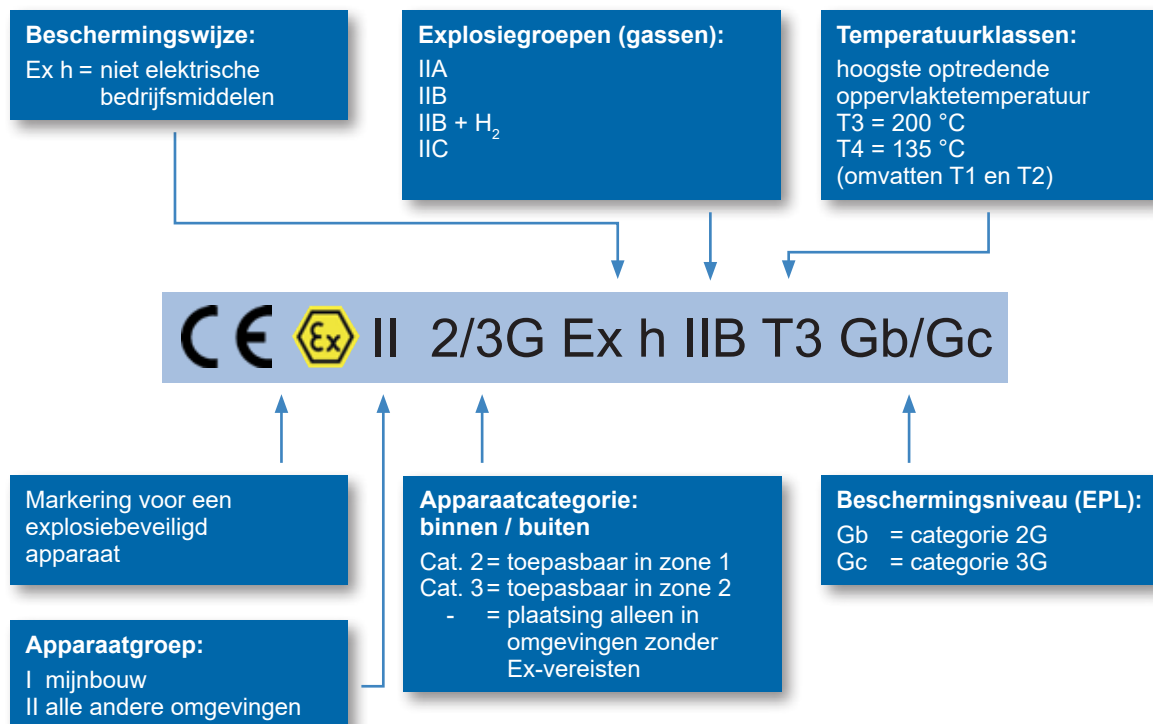 Beschermingswijze:
Ex h = niet elektrische
bedrijfsmiddelen
Explosiegroepen (gassen):
IIA
IIB
IIB + H₂
IIC
Temperatuurklassen:
hoogste optredende
oppervlaktetemperatuur
T3 = 200 °C
T4 = 135 °C
(omvatten T1 en T2)
CE Ex II 2/3G Ex h IIB T3 Gb/Gc
Markering voor een
explosiebeveiligd
apparaat
Apparaatgroep:
I mijnbouw
II alle andere omgevingen
Apparaatcategorie:
binnen / buiten
Cat. 2 = toepasbaar in zone 1
Cat. 3 = toepasbaar in zone 2
- = plaatsing alleen in
omgevingen zonder
Ex-vereisten
Beschermingsniveau (EPL):
Gb = categorie 2G
Gc = categorie 3G